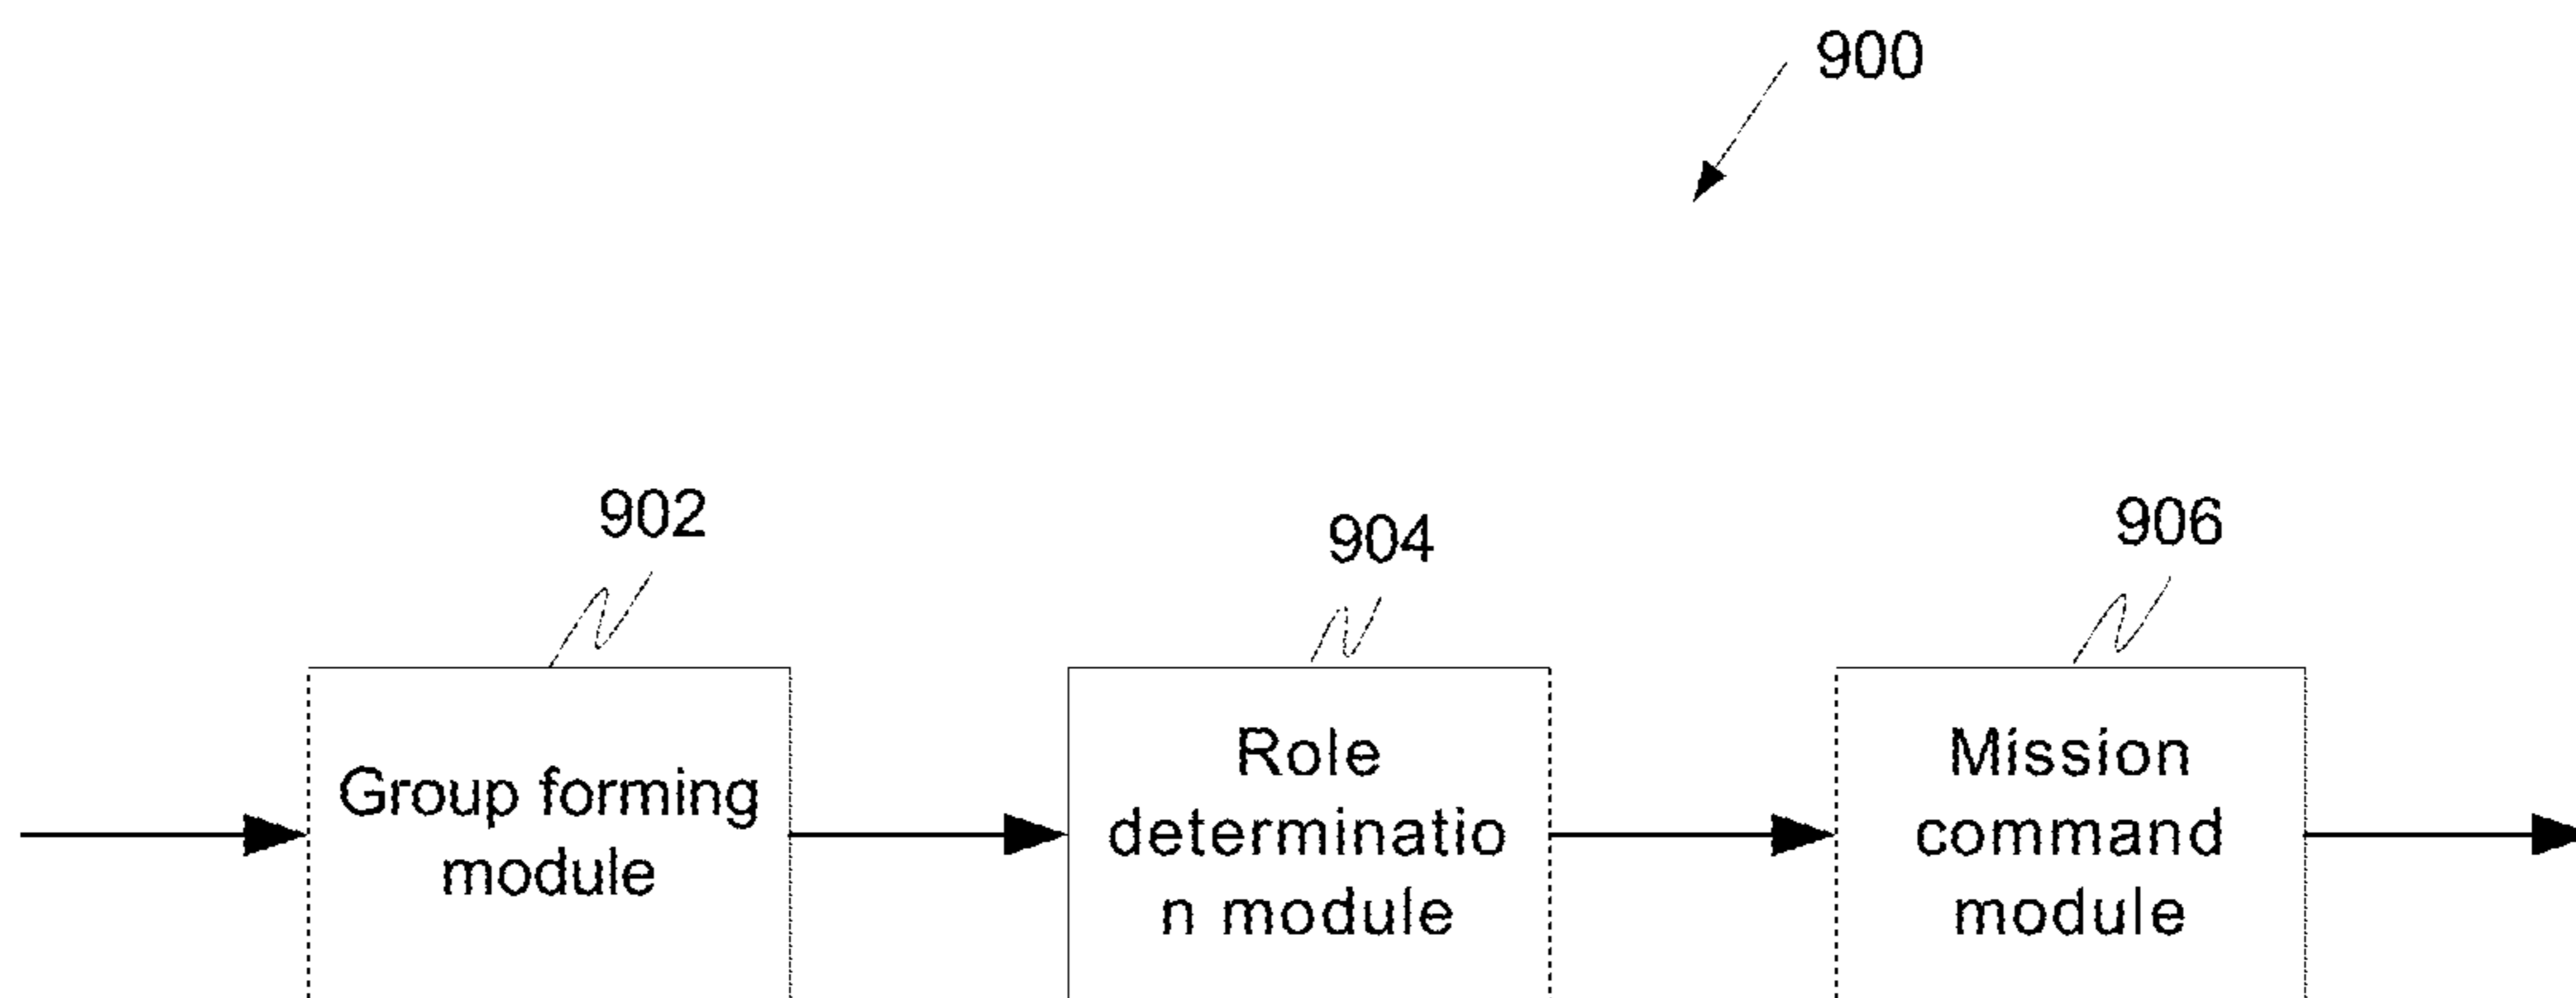 900
902
904
906
Group forming
module
Role
determinatio
n module
Mission
command
module